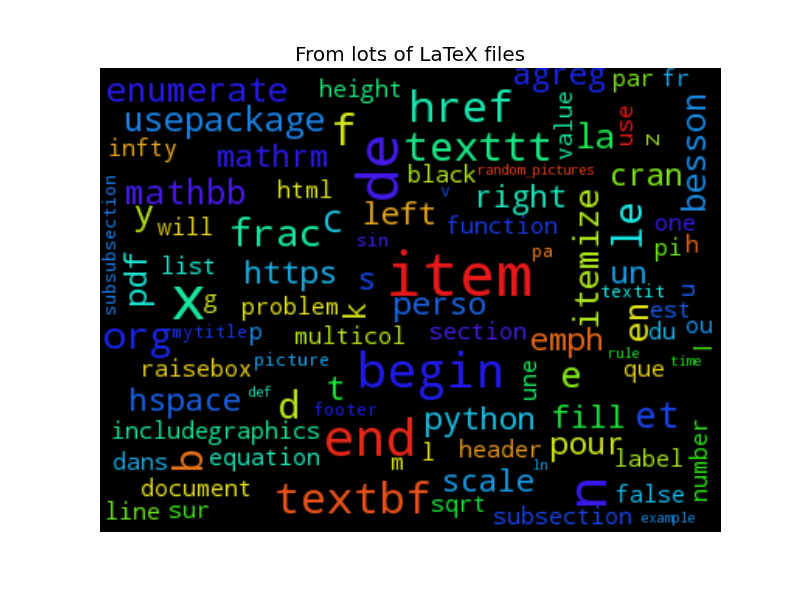 From lots of LaTeX files
enumerate height agreg par fr
usepackage f href value la use z besson
infty mathrm de texttt
black random_pictures cran
subsubsection mathbb html v right itemize le
y will frac c left function one
sin pa pi h
pdf list https s item un
x g textit u
problem k perso en est
org mytitle p multicol section emph du ou
rule l
raisebox picture begin une e que time
hspace def d t
footer python fill et
includegraphics end
dans b equation m l header pour label number
ln
document textbf scale n false
line sur sqrt subsection example